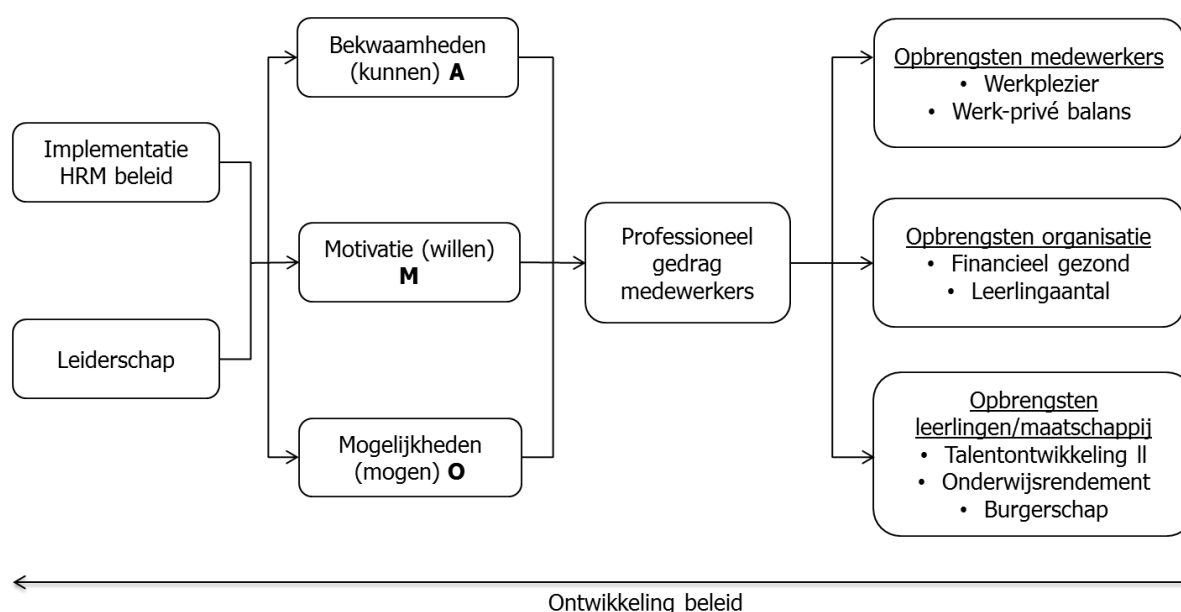 Implementatie
HRM beleid
Leiderschap
Bekwaamheden
(kunnen) A
Motivatie (willen)
M
Mogelijkheden
(mogen) O
Professioneel
gedrag
medewerkers
Opbrengsten medewerkers
• Werkplezier
• Werk-privé balans
Opbrengsten organisatie
• Financieel gezond
• Leerlingaantal
Opbrengsten
leerlingen/maatschappij
• Talentontwikkeling ll
• Onderwijsrendement
• Burgerschap
Ontwikkeling beleid